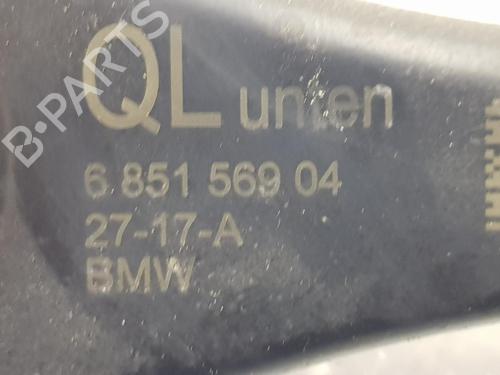 B-PARTS
QL unten
6 851 569 04
27-17-A
BMW